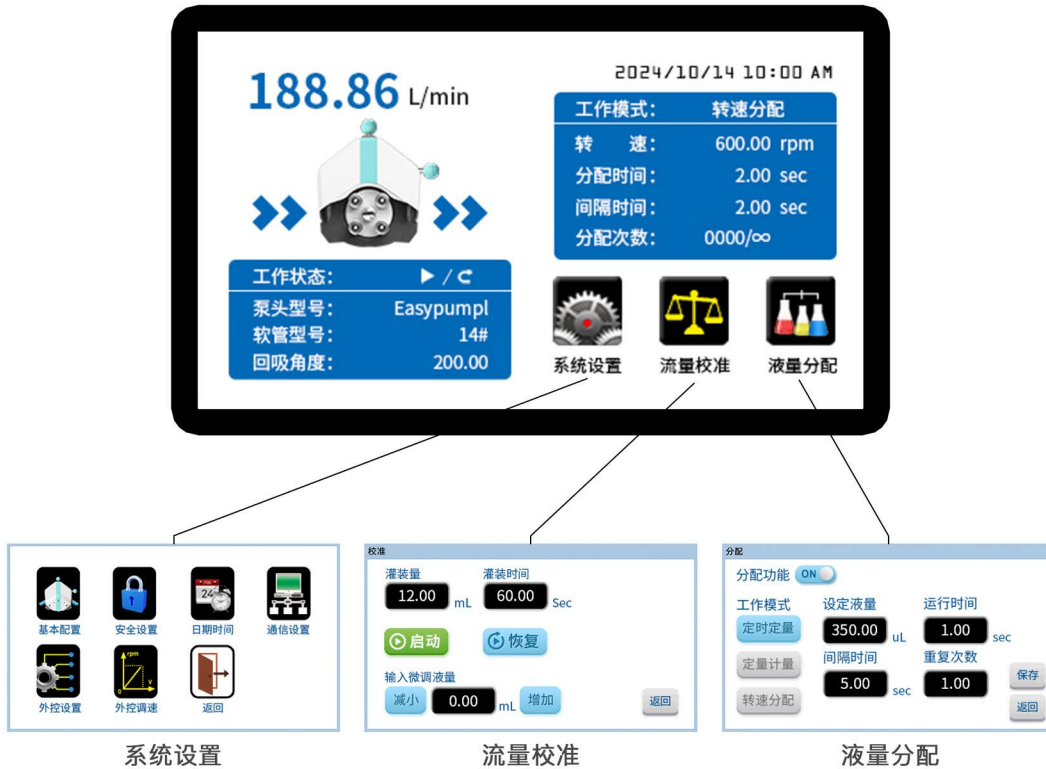 188.86 L/min
2024/10/14 10:00 AM
工作模式: 转速分配
转 速: 600.00 rpm
分配时间: 2.00 sec
间隔时间: 2.00 sec
分配次数: 0000/∞
工作状态: ▶ /
泵头型号: Easypumpl
软管型号: 14#
回吸角度: 200.00
系统设置 流量校准 液量分配
24
基本配置 安全设置 日期时间 通信设置
rpm
0 v
外控设置 外控调速 返回
系统设置
校准
灌装量 灌装时间
12.00 mL 60.00 Sec
启动 恢复
输入微调液量
减小 0.00 mL 增加 返回
流量校准
分配
分配功能 ON
工作模式 设定液量 运行时间
定时定量 350.00 uL 1.00 sec
定量计量 间隔时间 重复次数
转速分配 5.00 sec 1.00
保存
返回
液量分配